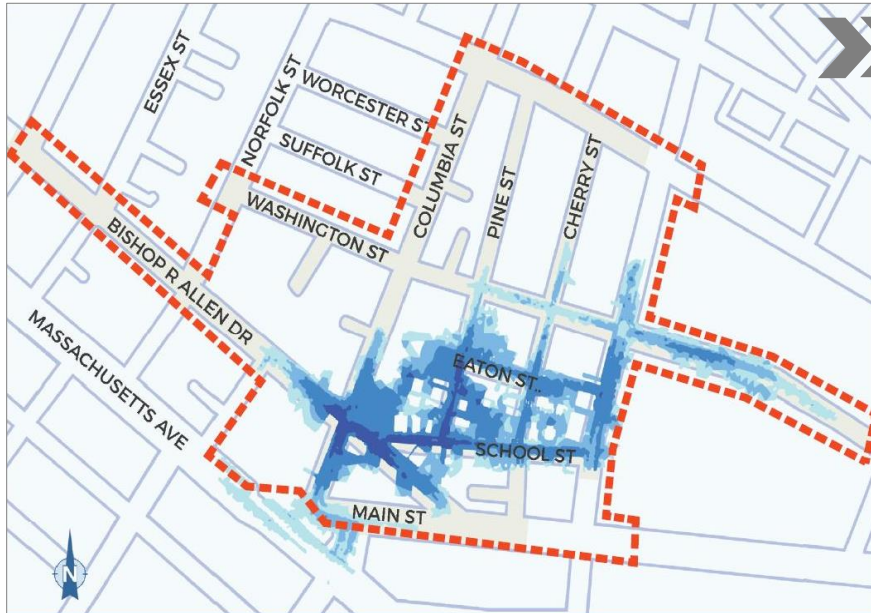 ESSEX ST
NORFOLK ST
WORCESTER ST
SUFFOLK ST
COLUMBIA ST
PINE ST
CHERRY ST
WASHINGTON ST
BISHOP R ALLEN DR
MASSACHUSETTS AVE
EATON ST..
SCHOOL ST
MAIN ST
N